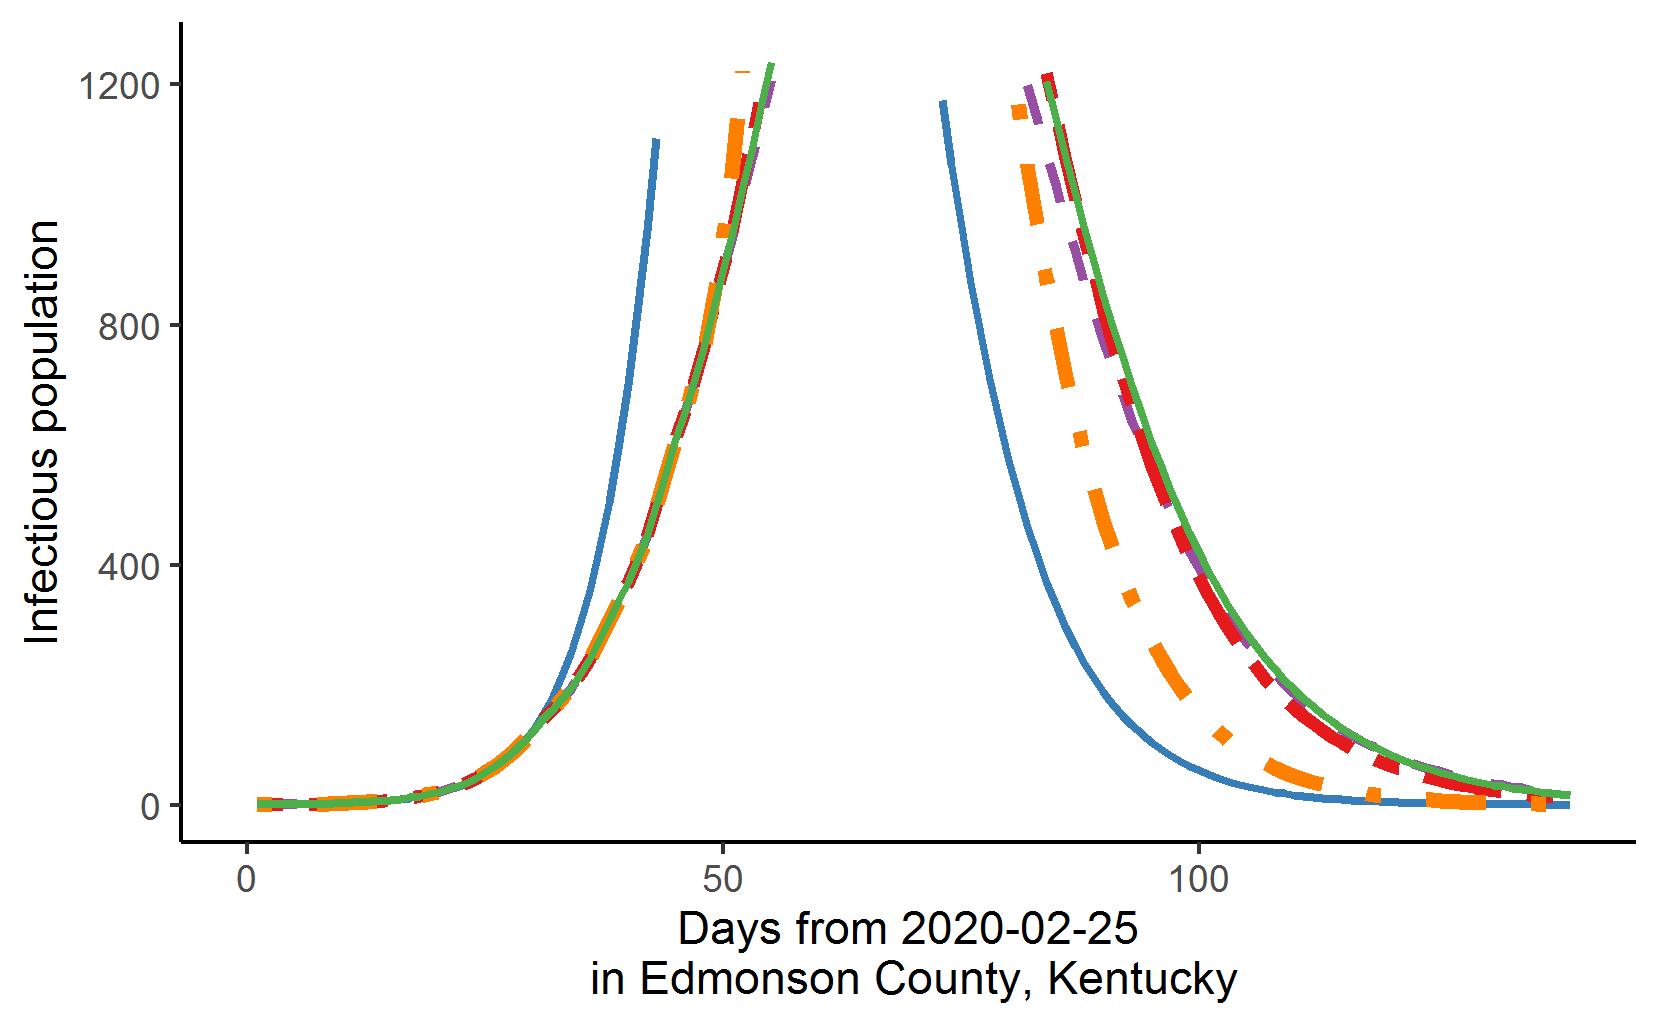 Infectious population
1200
800
400
0
0 50 100
Days from 2020-02-25
in Edmonson County, Kentucky